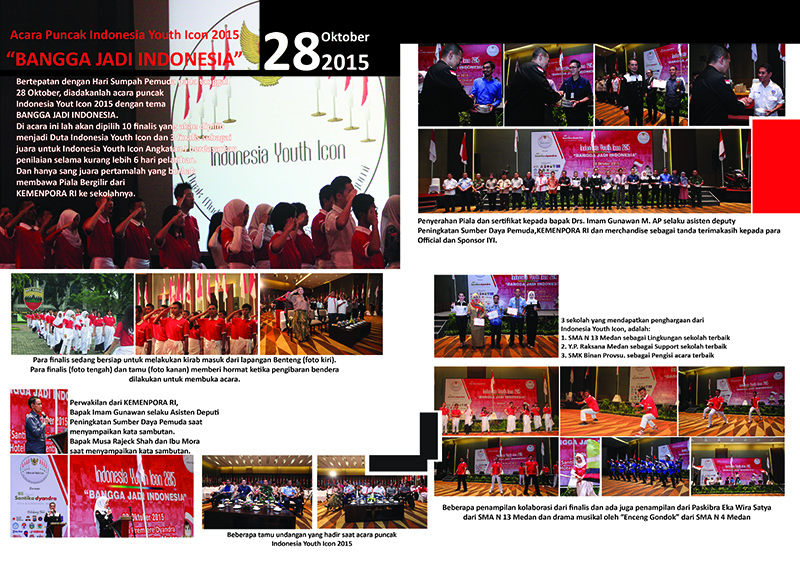 Acara Puncak Indonesia Youth Icon 2015
“BANGGA JADI INDONESIA”
28 Oktober
2015
Bertepatan dengan Hari Sumpah Pemuda
28 Oktober, diadakanlah acara puncak
Indonesia Yout Icon 2015 dengan tema
BANGGA JADI INDONESIA.
Di acara ini lah akan dipilih 10 finalis yang
menjadi Duta Indonesia Youth Icon dan 3 sebagai
juara untuk Indonesia Youth Icon Angkatan
penilaian selama kurang lebih 6 hari
Dan hanya sang juara pertamalah yang
membawa Piala Bergilir dari
KEMENPORA RI ke sekolahnya.
Indonesia Youth Icon
Indonesia Youth Icon 2015
“BANGGA JADI INDONESIA”
Penyerahan Piala dan sertifikat kepada bapak Drs. Imam Gunawan M. AP selaku asisten deputy
Peningkatan Sumber Daya Pemuda,KEMENPORA RI dan merchandise sebagai tanda terimakasih kepada para
Official dan Sponsor IYI.
Para finalis sedang bersiap untuk melakukan kirab masuk dari lapangan Benteng (foto kiri).
Para finalis (foto tengah) dan tamu (foto kanan) memberi hormat ketika pengibaran bendera
dilakukan untuk membuka acara.
3 sekolah yang mendapatkan penghargaan dari
Indonesia Youth Icon, adalah:
1. SMA N 13 Medan sebagai Lingkungan sekolah terbaik
2. Y.P. Raksana Medan sebagai Support sekolah terbaik
3. SMK Binan Provsu. sebagai Pengisi acara terbaik
Perwakilan dari KEMENPORA RI,
Bapak Imam Gunawan selaku Asisten Deputi
Peningkatan Sumber Daya Pemuda saat
menyampaikan kata sambutan.
Bapak Musa Rajeck Shah dan Ibu Mora
saat menyampaikan kata sambutan.
Indonesia Youth Icon 2015
“BANGGA JADI INDONESIA”
Santika dyandra
Beberapa tamu undangan yang hadir saat acara puncak
Indonesia Youth Icon 2015
Beberapa penampilan kolaborasi dari finalis dan ada juga penampilan dari Paskibra Eka Wira Satya
dari SMA N 13 Medan dan drama musikal oleh “Enceng Gondok” dari SMA N 4 Medan